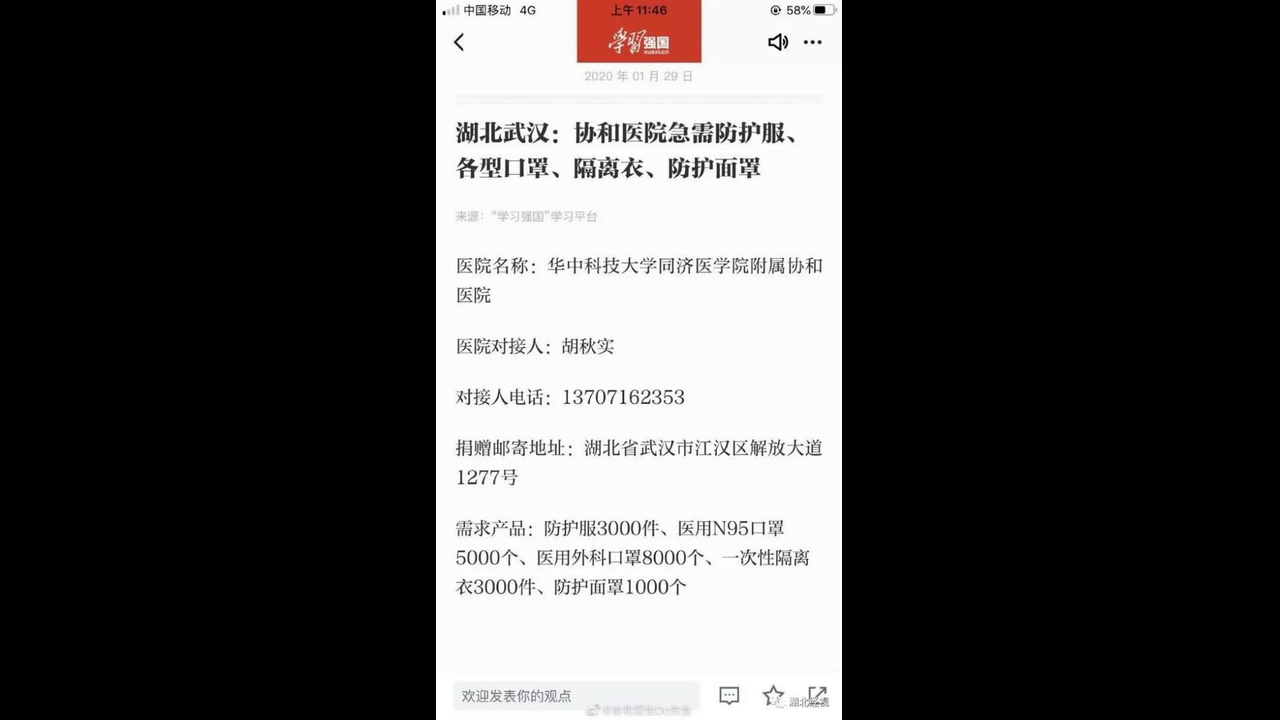 中国移动 4G 上午11:46 58%
学习强国
xuexi.cn
2020 年 01 月 29 日
湖北武汉：协和医院急需防护服、
各型口罩、隔离衣、防护面罩
来源：“学习强国”学习平台
医院名称：华中科技大学同济医学院附属协和
医院
医院对接人：胡秋实
对接人电话：13707162353
捐赠邮寄地址：湖北省武汉市江汉区解放大道
1277号
需求产品：防护服3000件、医用N95口罩
5000个、医用外科口罩8000个、一次性隔离
衣3000件、防护面罩1000个
欢迎发表你的观点
湖北经视